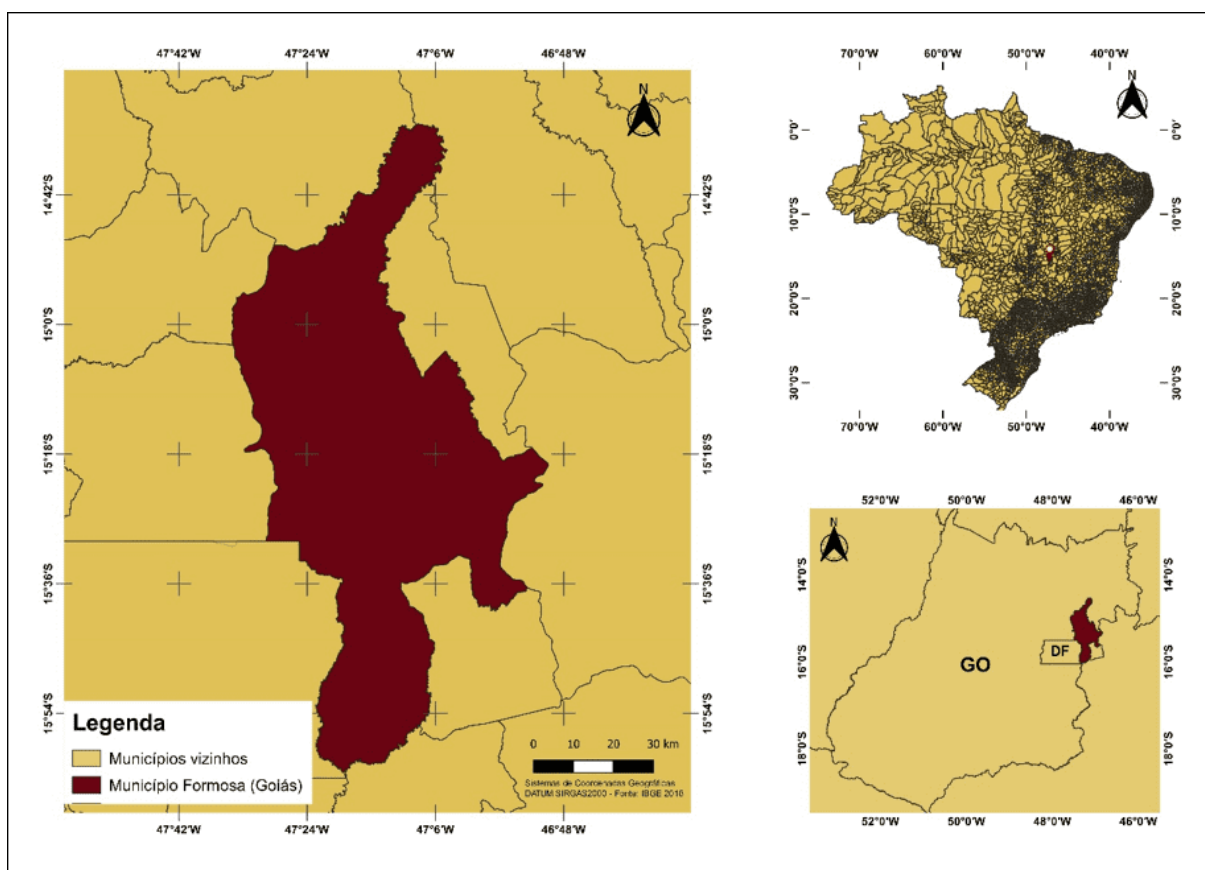 47°42'W 47°24'W 47°6'W 46°48'W
N
14°42'S 14°42'S
15°0'S 15°0'S
15°18'S 15°18'S
15°36'S 15°36'S
15°54'S 15°54'S
Legenda
Municípios vizinhos
Município Formosa (Goiás)
0 10 20 30 km
Sistemas de Coordenadas Geográficas
DATUM SIRGAS2000 - Fonte: IBGE 2010
47°42'W 47°24'W 47°6'W 46°48'W
70°0'W 60°0'W 50°0'W 40°0'W
N
0°0' 0°0'
10°0'S 10°0'S
20°0'S 20°0'S
30°0'S 30°0'S
70°0'W 60°0'W 50°0'W 40°0'W
52°0'W 50°0'W 48°0'W 46°0'W
N
14°0'S 14°0'S
DF
GO
16°0'S 16°0'S
18°0'S 18°0'S
52°0'W 50°0'W 48°0'W 46°0'W